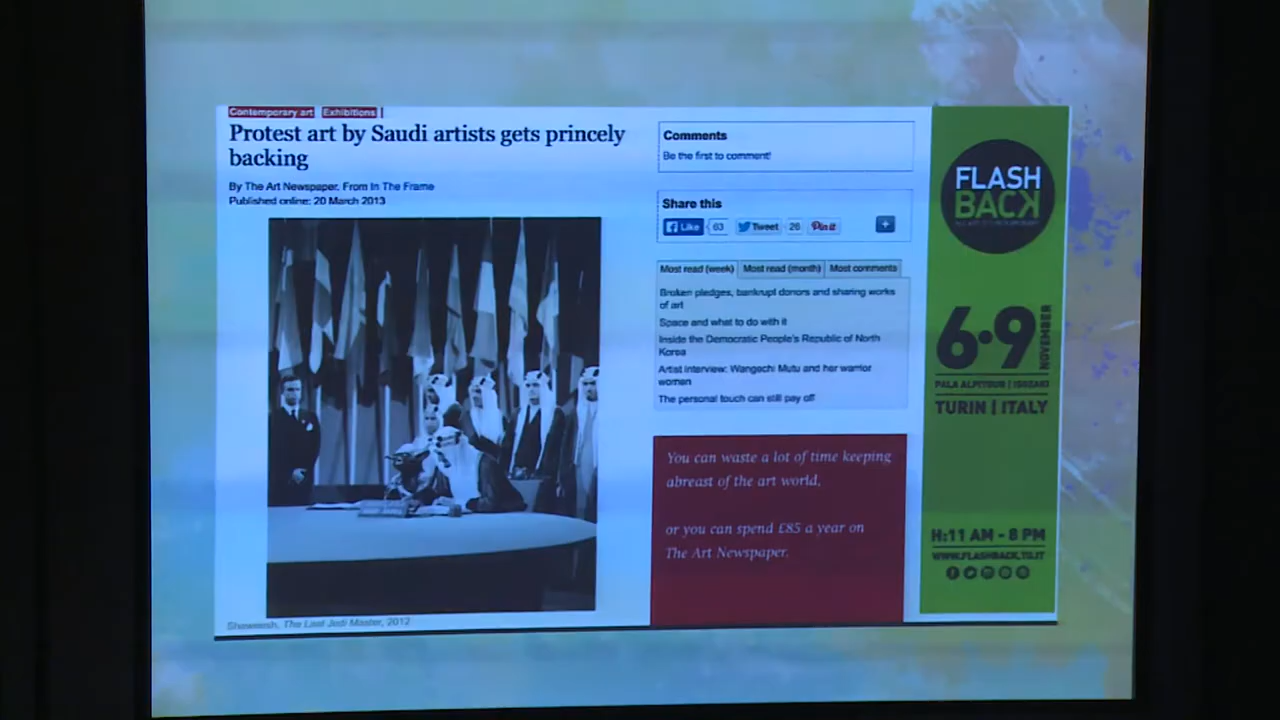 Contemporary art Exhibitions
Protest art by Saudi artists gets princely
backing
By The Art Newspaper. From In The Frame
Published online: 20 March 2013
Shaweesh, The Last Jedi Master, 2012
Comments
Be the first to comment!
Share this
Like 63 Tweet 26 Pin it +
Most read (week) Most read (month) Most comments
Broken pledges, bankrupt donors and sharing works
of art
Space and what to do with it
Inside the Democratic People's Republic of North
Korea
Artist interview: Wangechi Mutu and her warrior
women
The personal touch can still pay off
You can waste a lot of time keeping
abreast of the art world,
or you can spend £85 a year on
The Art Newspaper.
FLASH
BACK
6•9
NOVEMBER
PALA ALPITOUR | ISOZAKI
TURIN | ITALY
H:11 AM - 8 PM
WWW.FLASHBACK.TO.IT